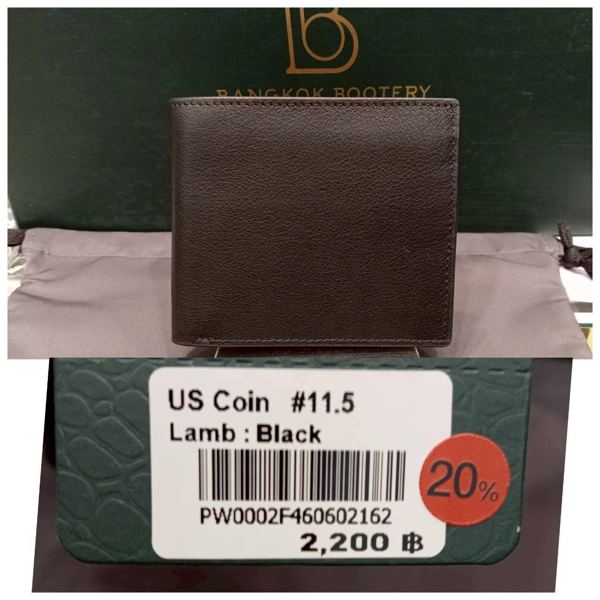 B
BANGKOK BOOTERY
US Coin #11.5
Lamb : Black
20%
PW0002F460602162
2,200 ฿